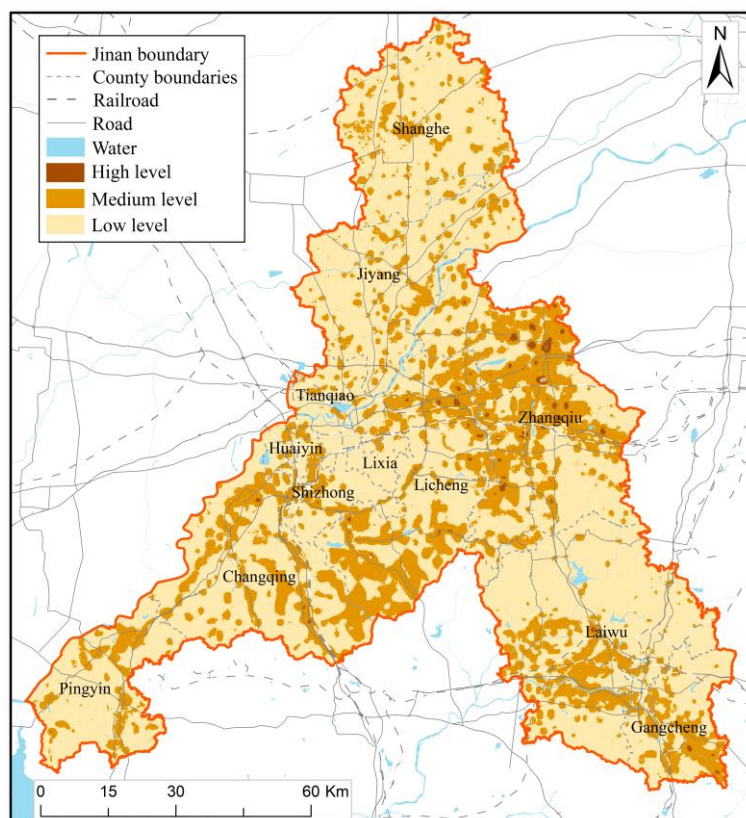 Jinan boundary
County boundaries
Railroad
Road
Water
High level
Medium level
Low level
N
Shanghe
Jiyang
Tianqiao
Zhangqiu
Huaiyin
Lixia
Licheng
Shizhong
Changqing
Laiwu
Pingyin
Gangcheng
0 15 30 60 Km